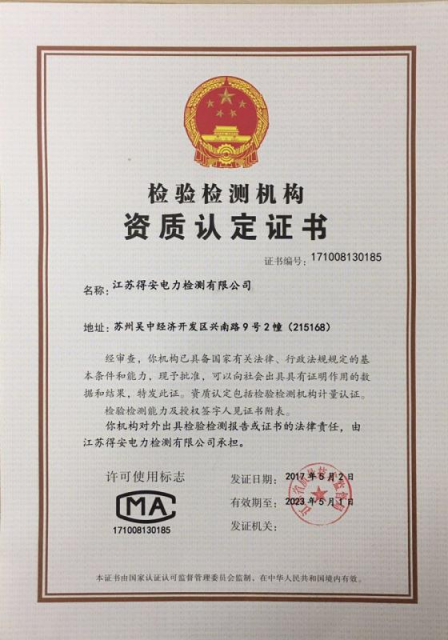 检验检测机构
资质认定证书
证书编号：171008130185
名称：江苏得安电力检测有限公司
地址：苏州吴中经济开发区兴南路9号2幢（215168）
经审查，你机构已具备国家有关法律、行政法规规定的基
本条件和能力，现予批准，可以向社会出具具有证明作用的数
据和结果，特发此证。资质认定包括检验检测机构计量认证。
检验检测能力及授权签字人见证书附表。
你机构对外出具检验检测报告或证书的法律责任，由
江苏得安电力检测有限公司承担。
许可使用标志
MA
171008130185
发证日期：2017年5月2日
有效期至：2023年5月1日
发证机关：
本证书由国家认证认可监督管理委员会监制，在中华人民共和国境内有效。